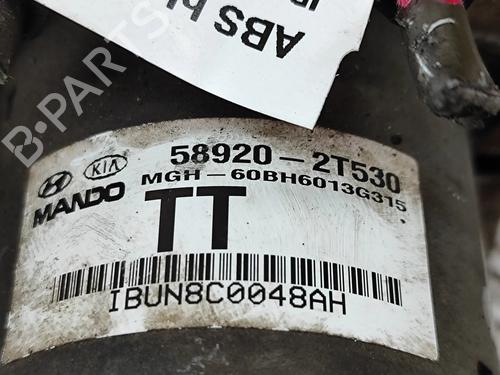 ABS
B-PARTS
KIA
MANDO
58920-2T530
MGH-60BH6013G315
TT
IBUN8C0048AH